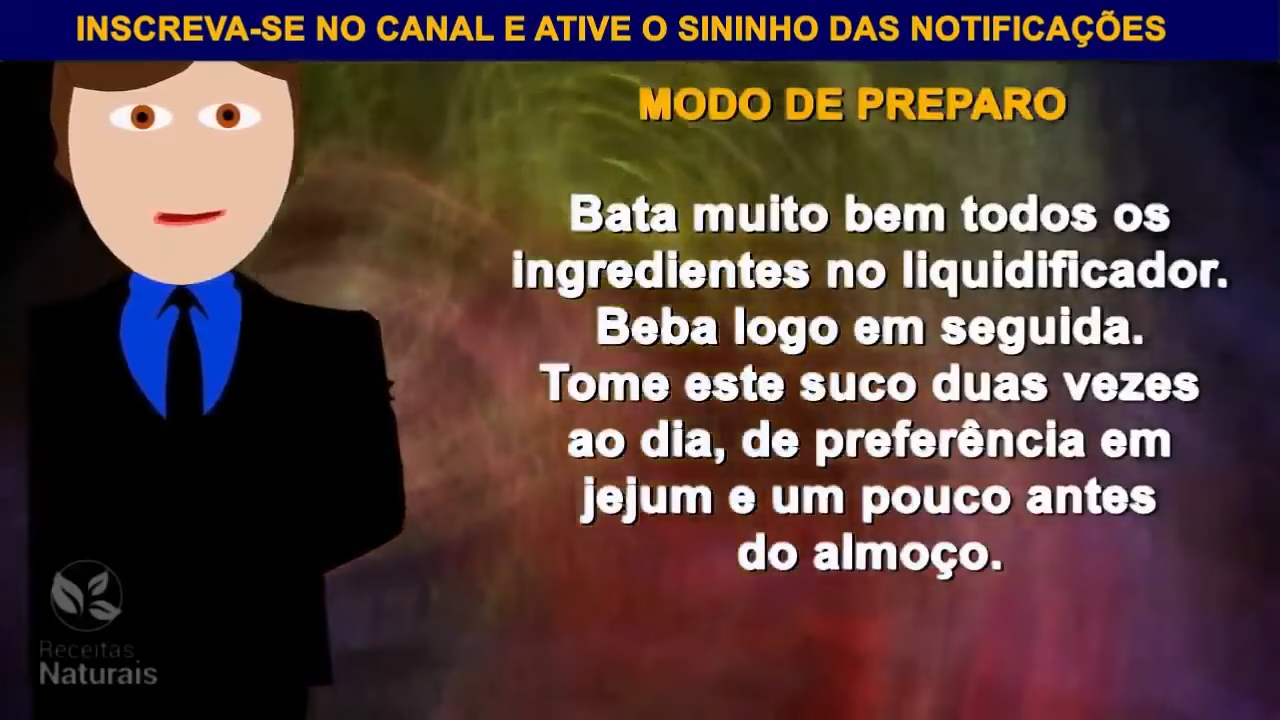 INSCREVA-SE NO CANAL E ATIVE O SININHO DAS NOTIFICAÇÕES
MODO DE PREPARO
Bata muito bem todos os
ingredientes no liquidificador.
Beba logo em seguida.
Tome este suco duas vezes
ao dia, de preferência em
jejum e um pouco antes
do almoço.
Receitas
Naturais